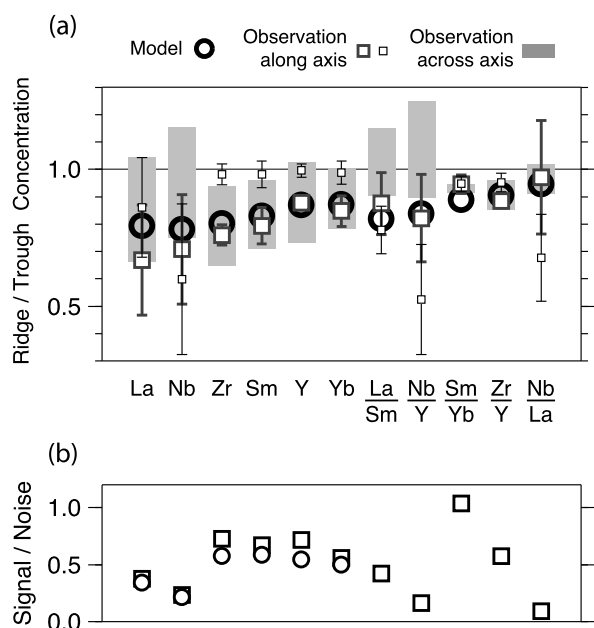 (a)
Model
Observation along axis
Observation across axis
Ridge / Trough Concentration
1.0
0.5
La Nb Zr Sm Y Yb La/Sm Nb/Y Sm/Yb Zr/Y Nb/La
(b)
Signal / Noise
1.0
0.5
0.0